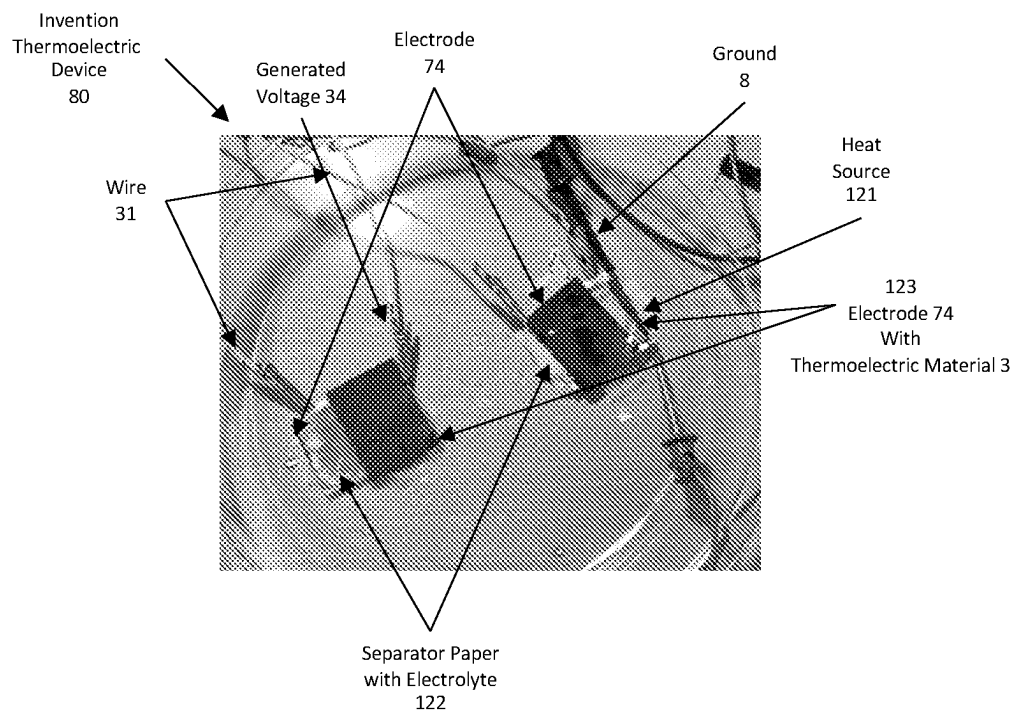 Invention
Thermoelectric
Device
80
Generated
Voltage 34
Electrode
74
Ground
8
Heat
Source
121
Wire
31
123
Electrode 74
With
Thermoelectric Material 3
Separator Paper
with Electrolyte
122